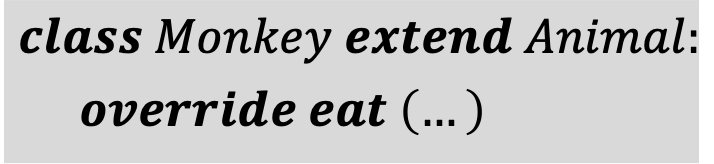 class Monkey extend Animal:
override eat (...)